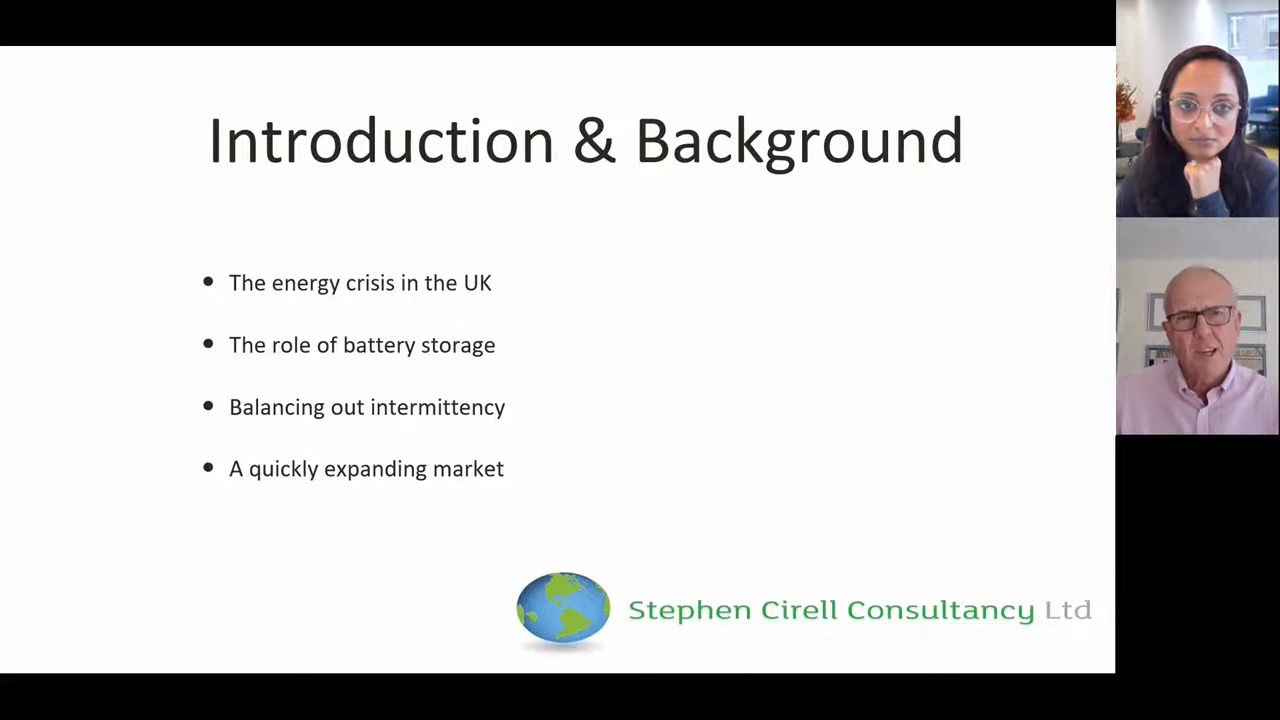 Introduction & Background
• The energy crisis in the UK
• The role of battery storage
• Balancing out intermittency
• A quickly expanding market
Stephen Cirell Consultancy Ltd